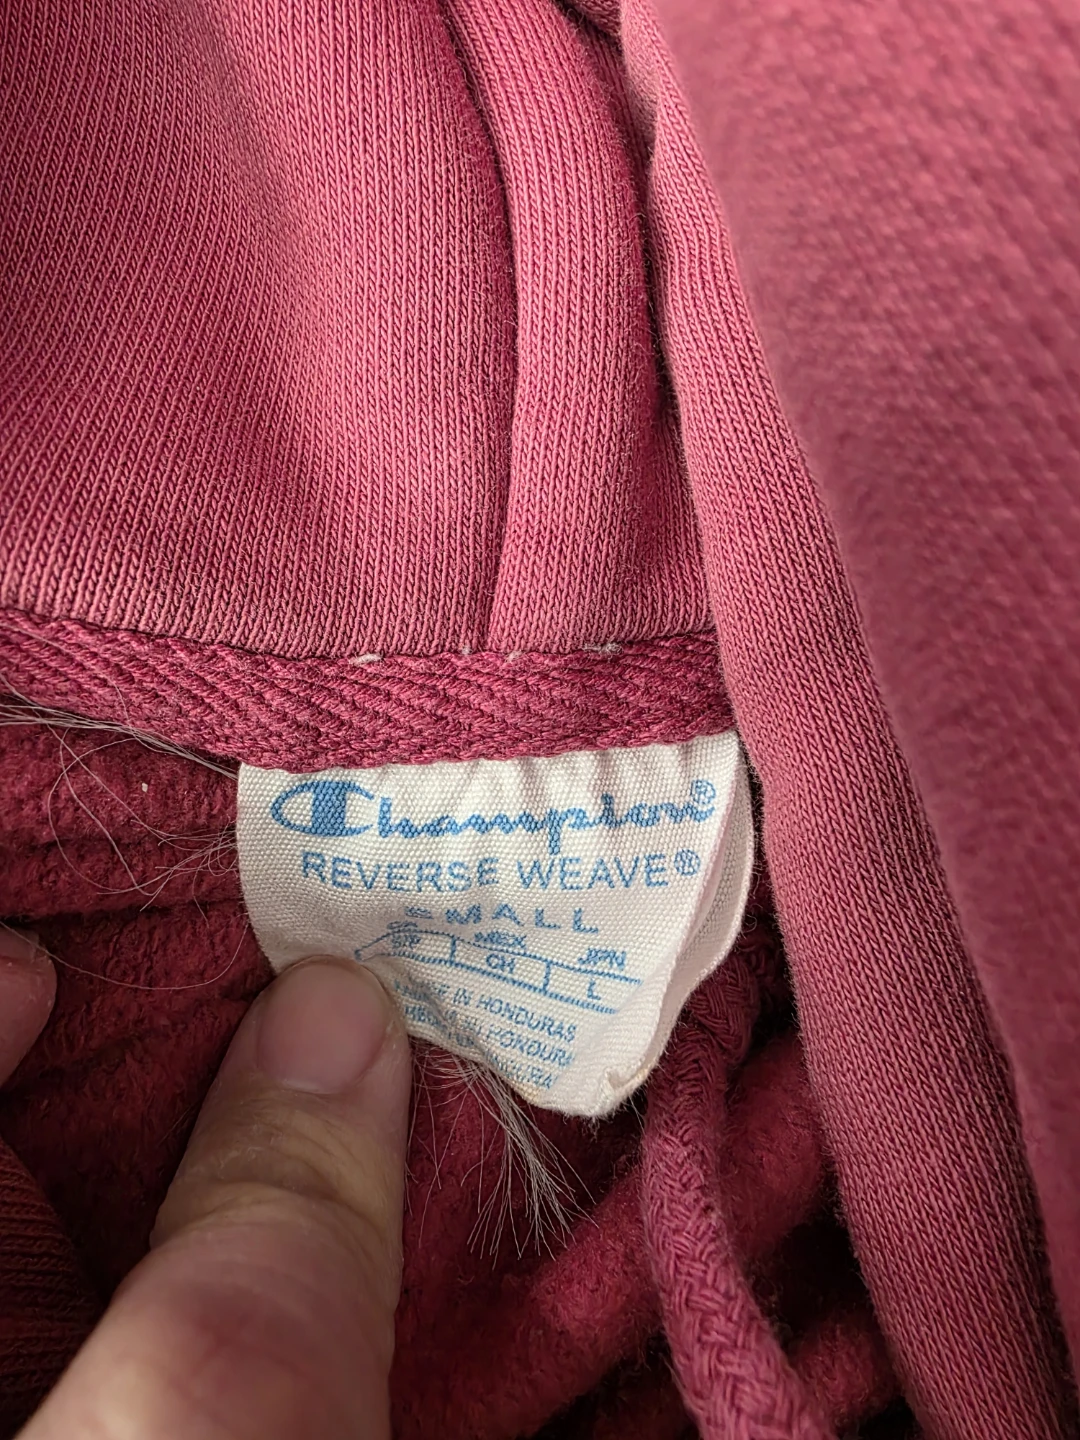 Champion®
REVERSE WEAVE®
SMALL
MEX JPN
CH L
MADE IN HONDURAS